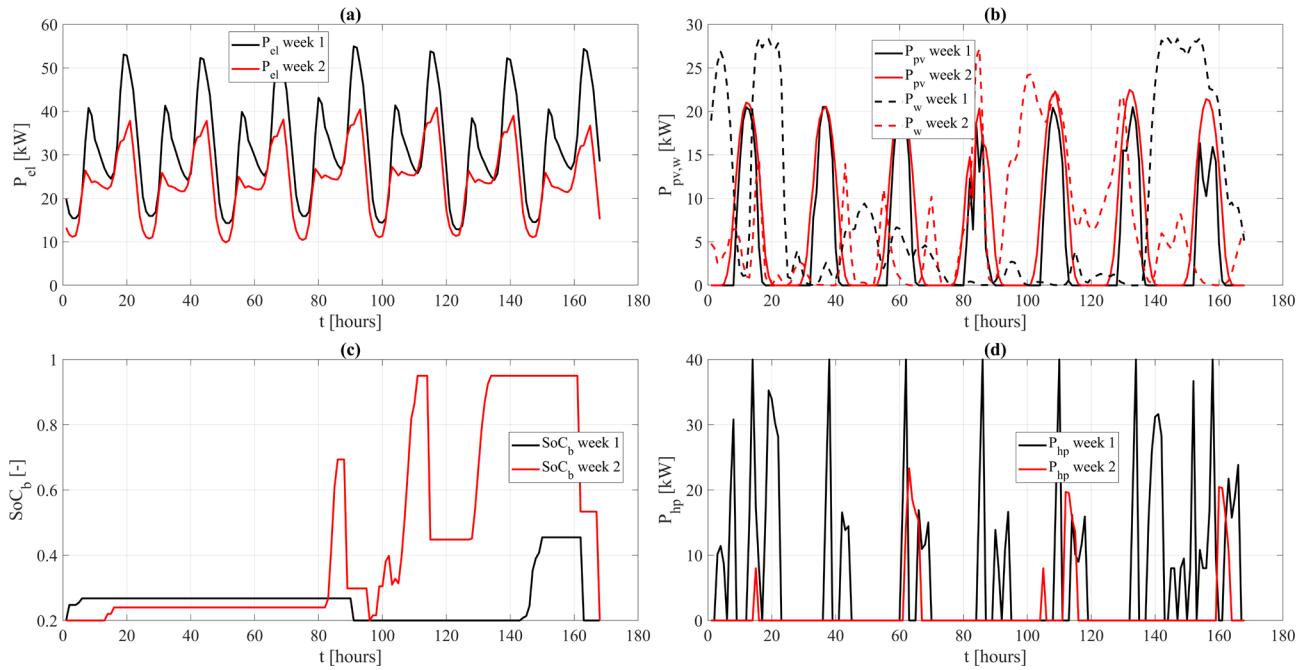 (a)
60
50
40
30
20
10
0
P_el [kW]
P_el week 1
P_el week 2
0 20 40 60 80 100 120 140 160 180
t [hours]
(b)
30
25
20
15
10
5
0
P_pv,w [kW]
P_pv week 1
P_pv week 2
P_w week 1
P_w week 2
0 20 40 60 80 100 120 140 160 180
t [hours]
(c)
1
0.8
0.6
0.4
0.2
SoC_b [-]
SoC_b week 1
SoC_b week 2
0 20 40 60 80 100 120 140 160 180
t [hours]
(d)
40
30
20
10
0
P_hp [kW]
P_hp week 1
P_hp week 2
0 20 40 60 80 100 120 140 160 180
t [hours]